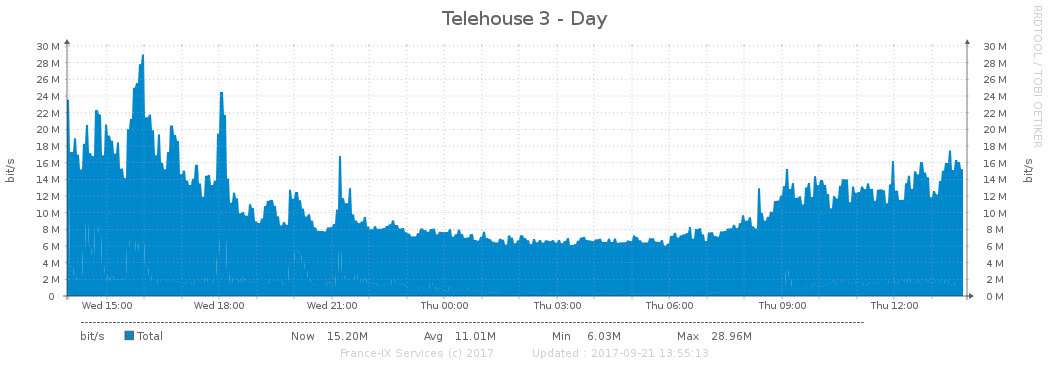 Telehouse 3 - Day
RRDTOOL / TOBI OETIKER
30 M 30 M
28 M 28 M
26 M 26 M
24 M 24 M
22 M 22 M
20 M 20 M
18 M 18 M
16 M 16 M
14 M 14 M
12 M 12 M
10 M 10 M
8 M 8 M
6 M 6 M
4 M 4 M
2 M 2 M
0 0 M
bit/s bit/s
Wed 15:00 Wed 18:00 Wed 21:00 Thu 00:00 Thu 03:00 Thu 06:00 Thu 09:00 Thu 12:00
bit/s Total Now 15.20M Avg 11.01M Min 6.03M Max 28.96M
France-IX Services (c) 2017 Updated : 2017-09-21 13:55:13